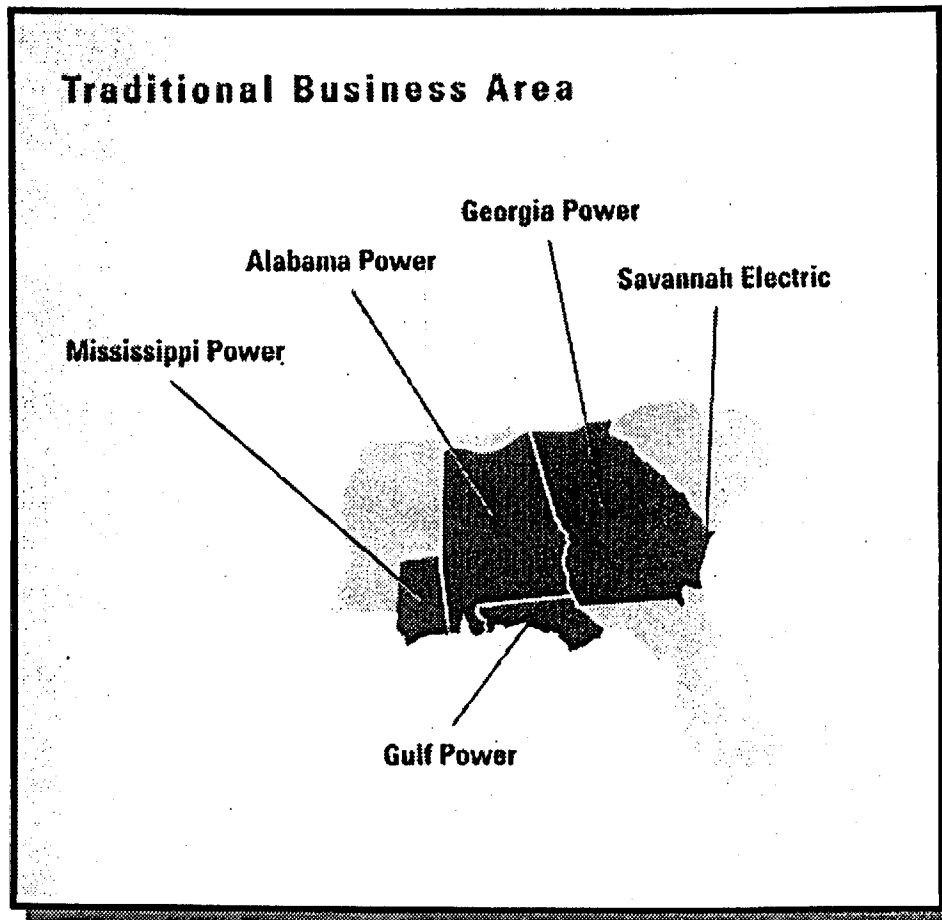 Traditional Business Area
Georgia Power
Alabama Power
Savannah Electric
Mississippi Power
Gulf Power